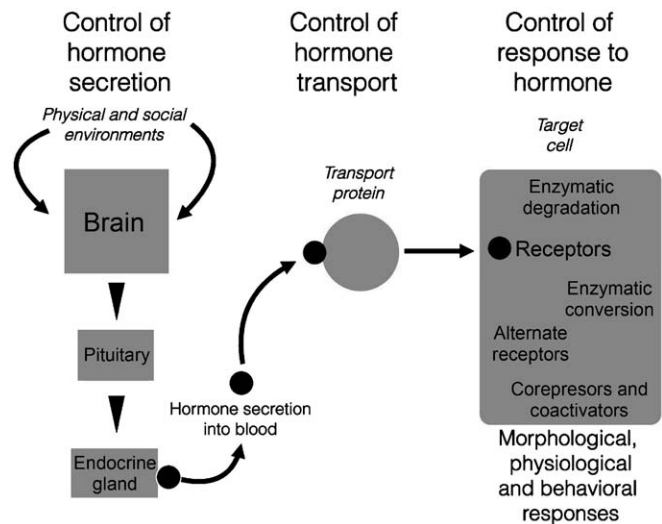 Control of
hormone
secretion
Physical and social
environments
Brain
Pituitary
Endocrine
gland
Hormone secretion
into blood
Control of
hormone
transport
Transport
protein
Control of
response to
hormone
Target
cell
Enzymatic
degradation
Receptors
Enzymatic
conversion
Alternate
receptors
Corepresors and
coactivators
Morphological,
physiological
and behavioral
responses